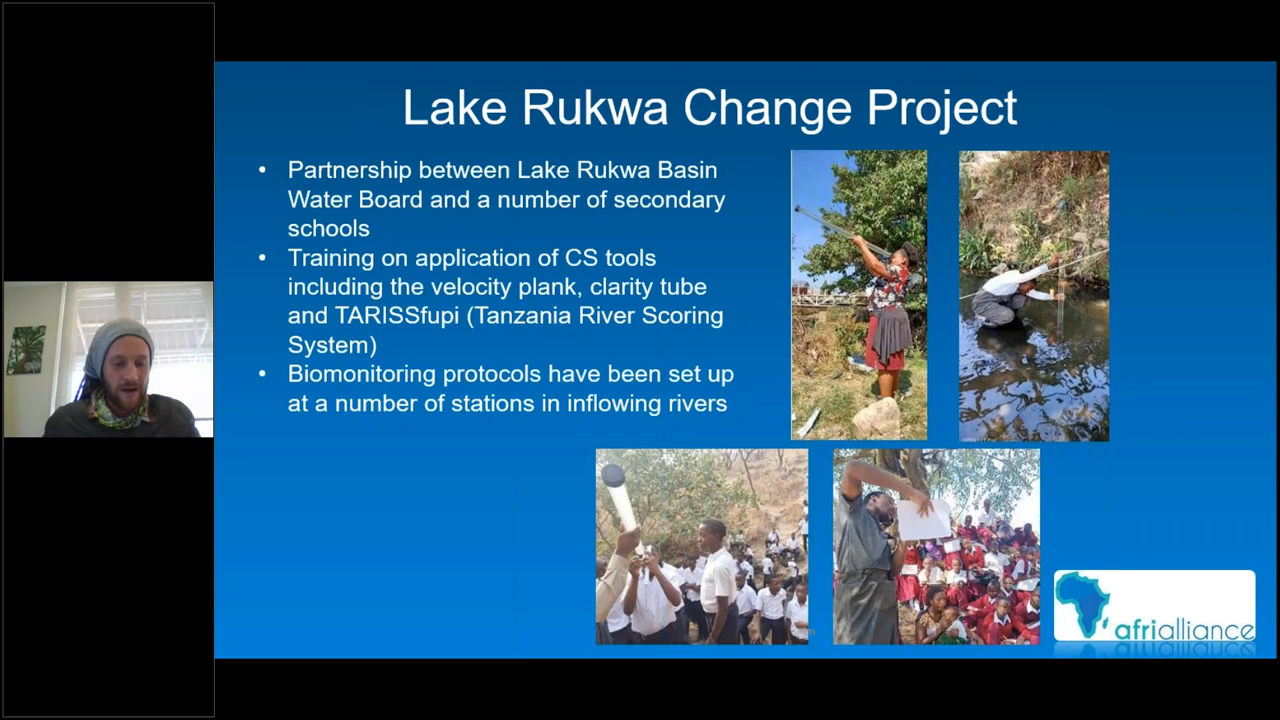 Lake Rukwa Change Project
• Partnership between Lake Rukwa Basin
Water Board and a number of secondary
schools
• Training on application of CS tools
including the velocity plank, clarity tube
and TARISSfupi (Tanzania River Scoring
System)
• Biomonitoring protocols have been set up
at a number of stations in inflowing rivers
afrialliance